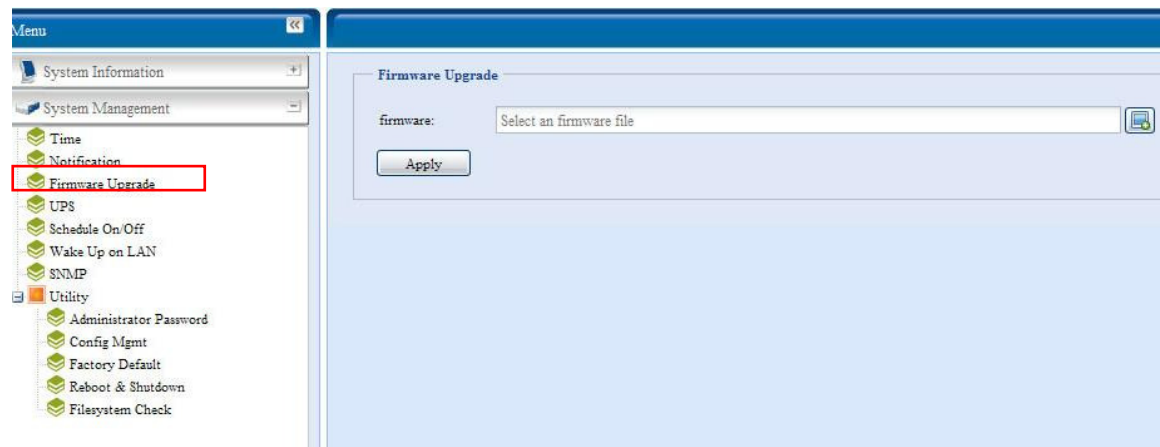 Menu
System Information
System Management
Time
Notification
Firmware Upgrade
UPS
Schedule On/Off
Wake Up on LAN
SNMP
Utility
Administrator Password
Config Mgmt
Factory Default
Reboot & Shutdown
Filesystem Check
Firmware Upgrade
firmware: Select an firmware file
Apply